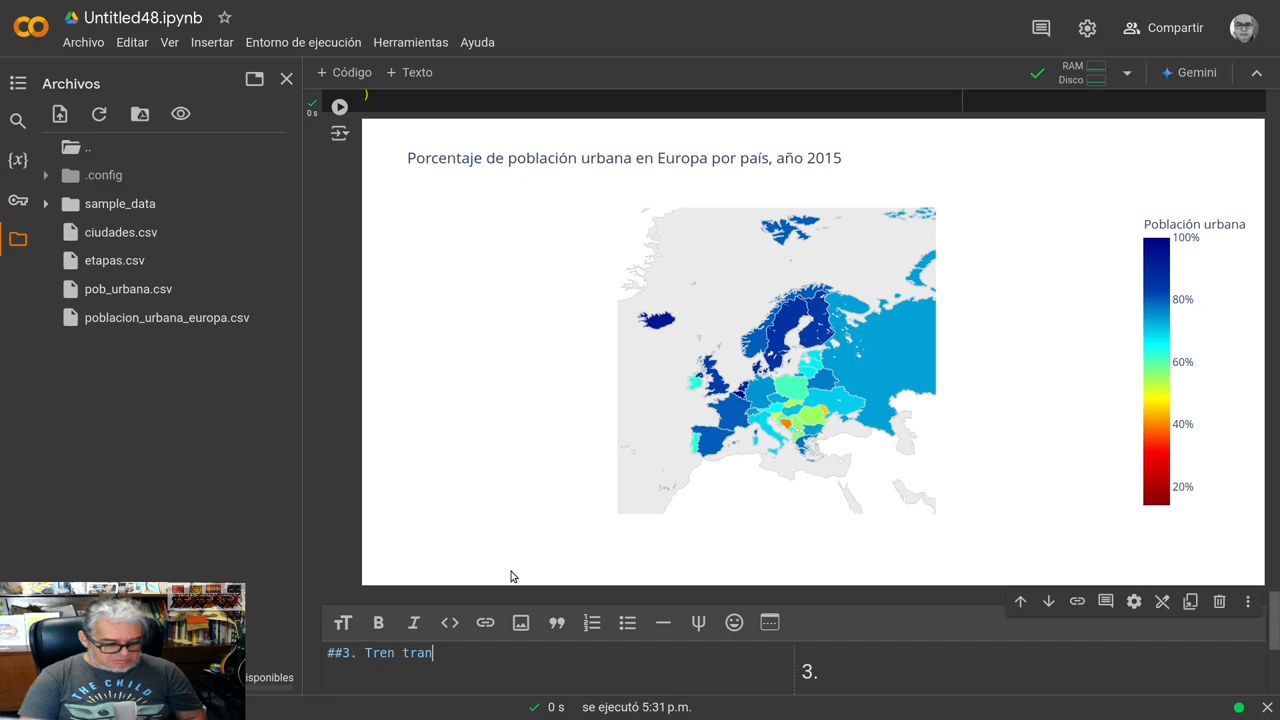 Untitled48.ipynb
Archivo Editar Ver Insertar Entorno de ejecución Herramientas Ayuda
Compartir
Archivos
+ Código + Texto
RAM
Disco
Gemini
)
0 s
..
.config
sample_data
ciudades.csv
etapas.csv
pob_urbana.csv
poblacion_urbana_europa.csv
{x}
Porcentaje de población urbana en Europa por país, año 2015
Población urbana
100%
80%
60%
40%
20%
##3. Tren tran
3.
THE CHILD
isponibles
0 s se ejecutó 5:31 p.m.